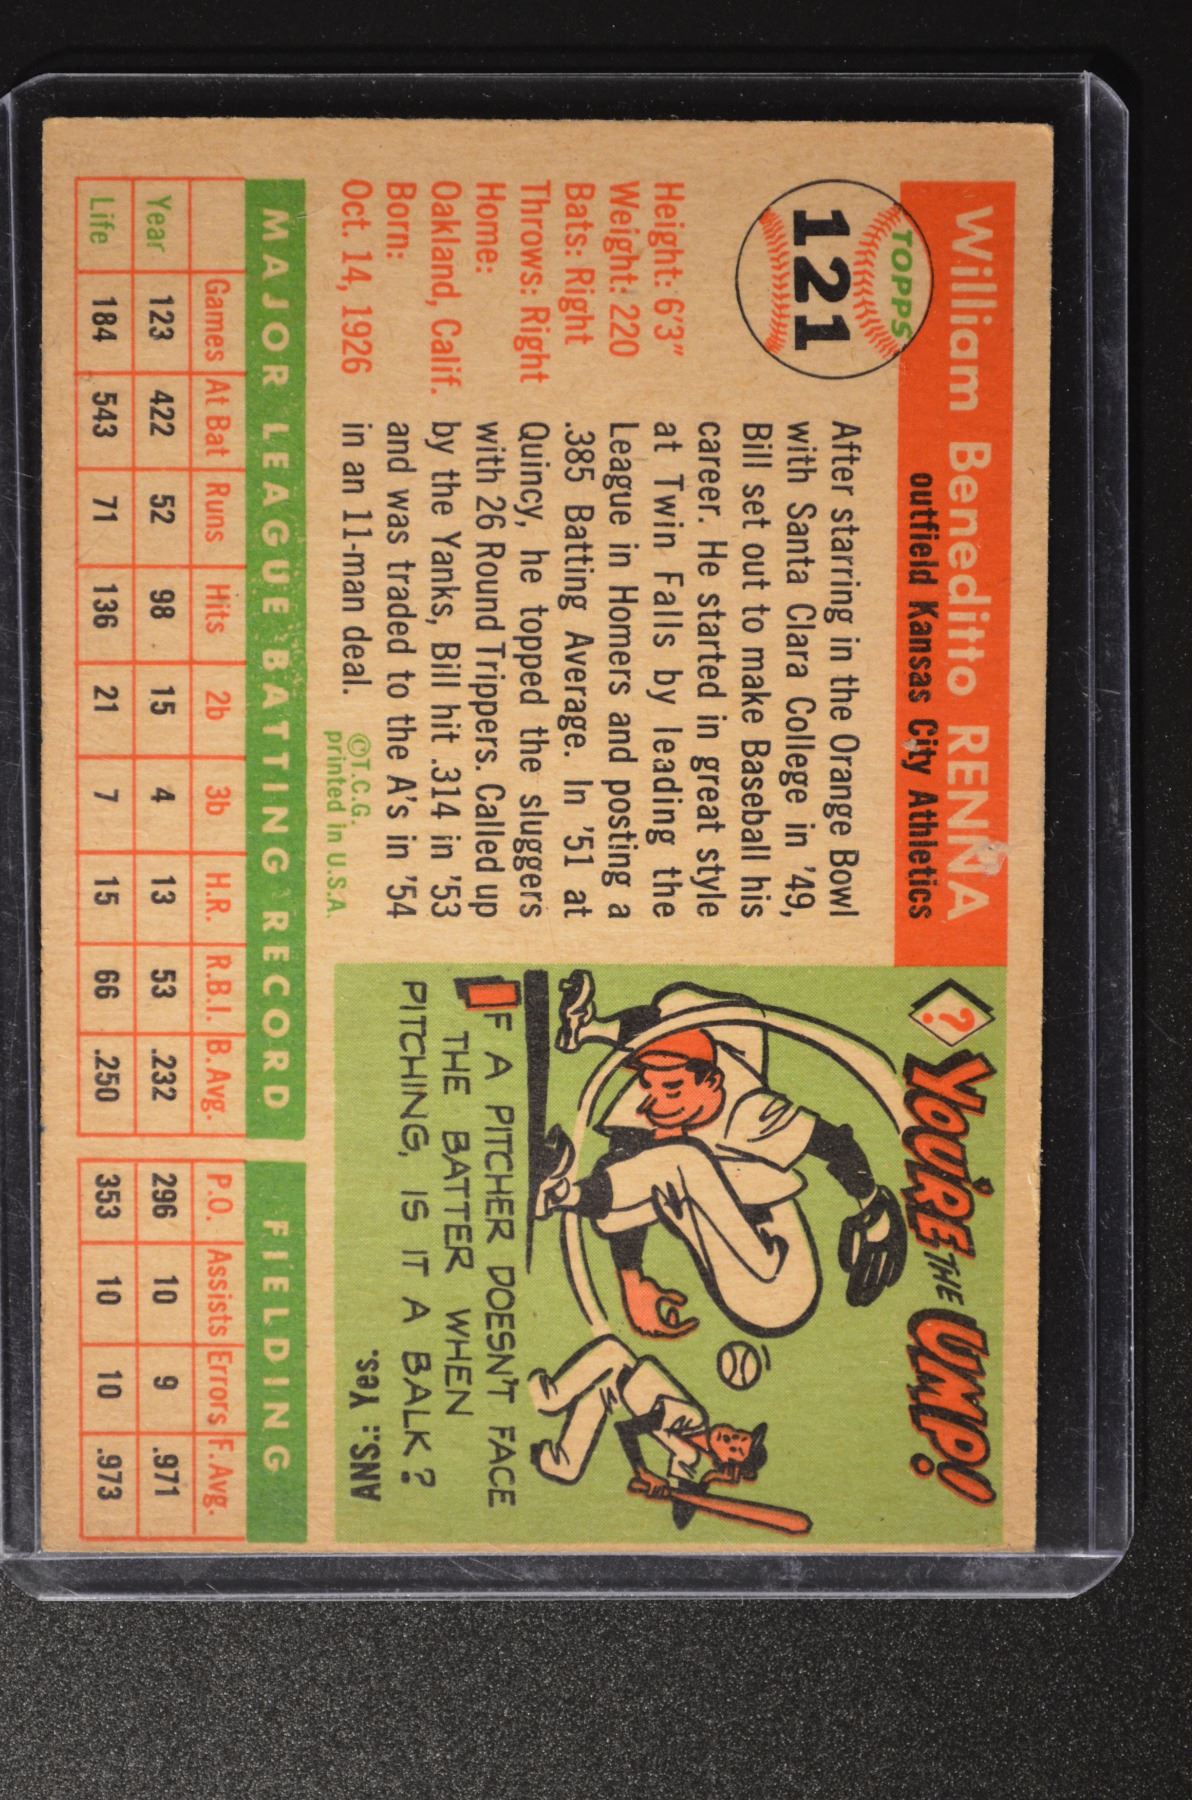 William Beneditto RENNA
outfield Kansas City Athletics
TOPPS
121
Height: 6'3"
Weight: 220
Bats: Right
Throws: Right
Home:
Oakland, Calif.
Born:
Oct. 14, 1926
After starring in the Orange Bowl
with Santa Clara College in '49,
Bill set out to make Baseball his
career. He started in great style
at Twin Falls by leading the
League in Homers and posting a
.385 Batting Average. In '51 at
Quincy, he topped the sluggers
with 26 Round Trippers. Called up
by the Yanks, Bill hit .314 in '53
and was traded to the A's in '54
in an 11-man deal.
©T.C.G.
printed in U.S.A.
?
YOU'RE THE UMP!
IF A PITCHER DOESN'T FACE
THE BATTER WHEN
PITCHING, IS IT A BALK?
ANS.: Yes.
MAJOR LEAGUE BATTING RECORD FIELDING
Games At Bat Runs Hits 2b 3b H.R. R.B.I. B.Avg. P.O. Assists Errors F.Avg.
Year 123 422 52 98 15 4 13 53 .232 296 10 9 .971
Life 184 543 71 136 21 7 15 66 .250 353 10 10 .973